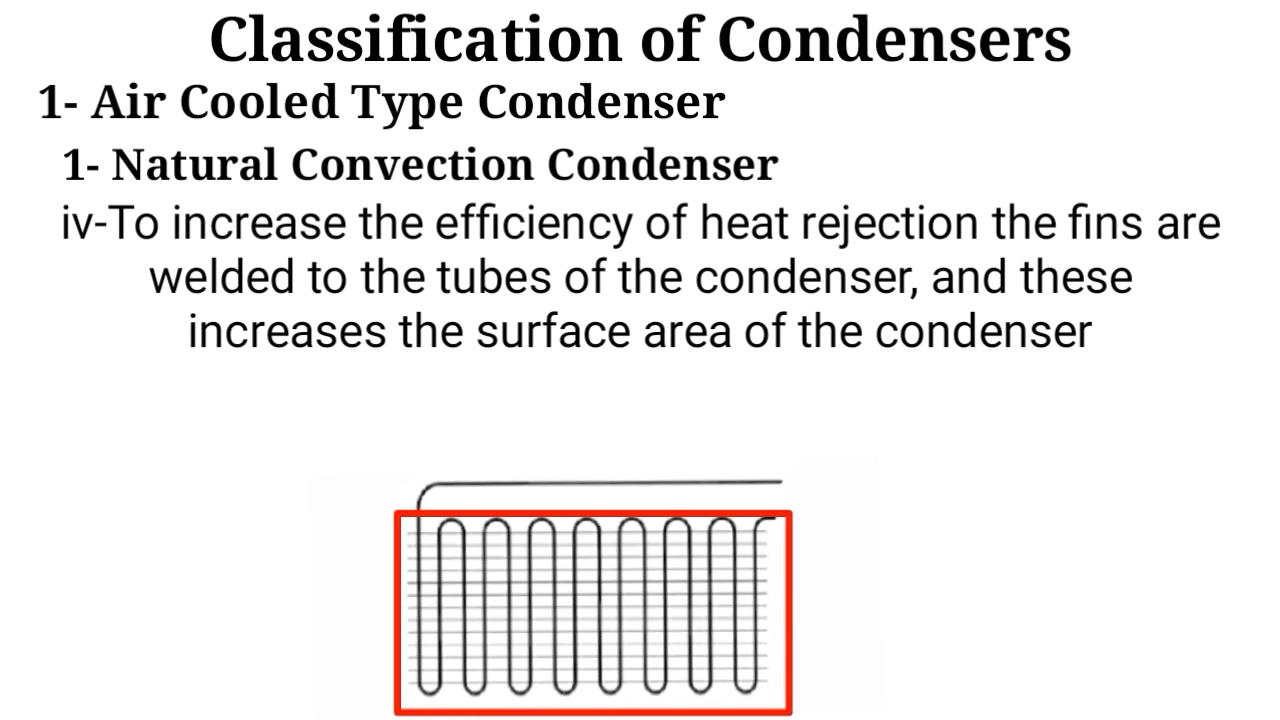 Classification of Condensers
1- Air Cooled Type Condenser
1- Natural Convection Condenser
iv-To increase the efficiency of heat rejection the fins are
welded to the tubes of the condenser, and these
increases the surface area of the condenser